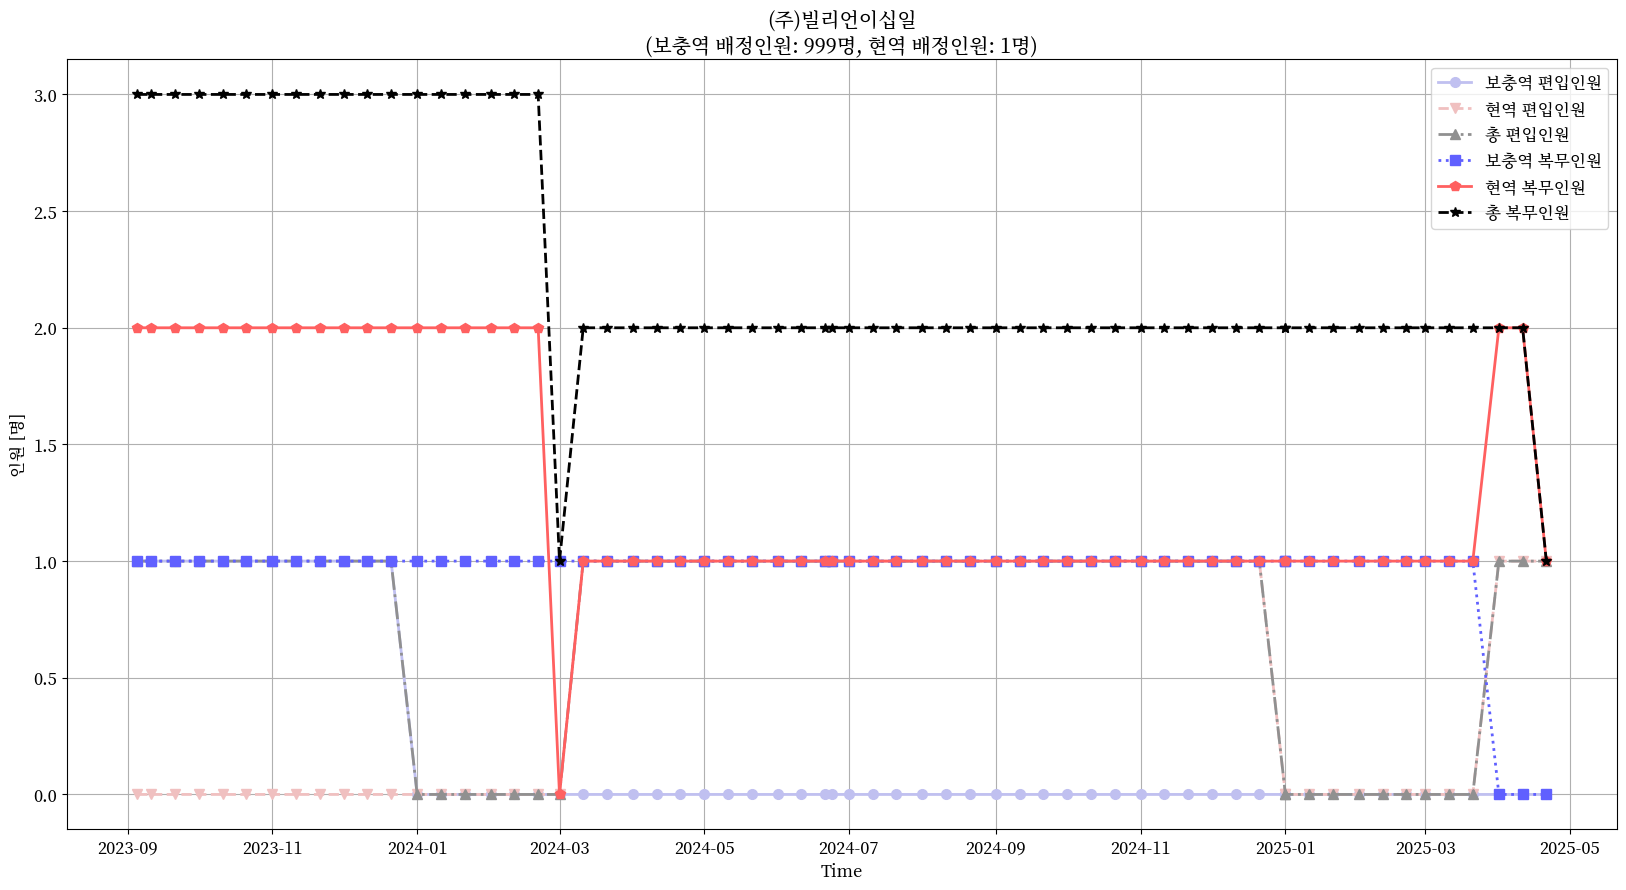 (주)빌리언이십일
(보충역 배정인원: 999명, 현역 배정인원: 1명)
보충역 편입인원
현역 편입인원
총 편입인원
보충역 복무인원
현역 복무인원
총 복무인원
인원 [명]
3.0
2.5
2.0
1.5
1.0
0.5
0.0
2023-09
2023-11
2024-01
2024-03
2024-05
2024-07
2024-09
2024-11
2025-01
2025-03
2025-05
Time